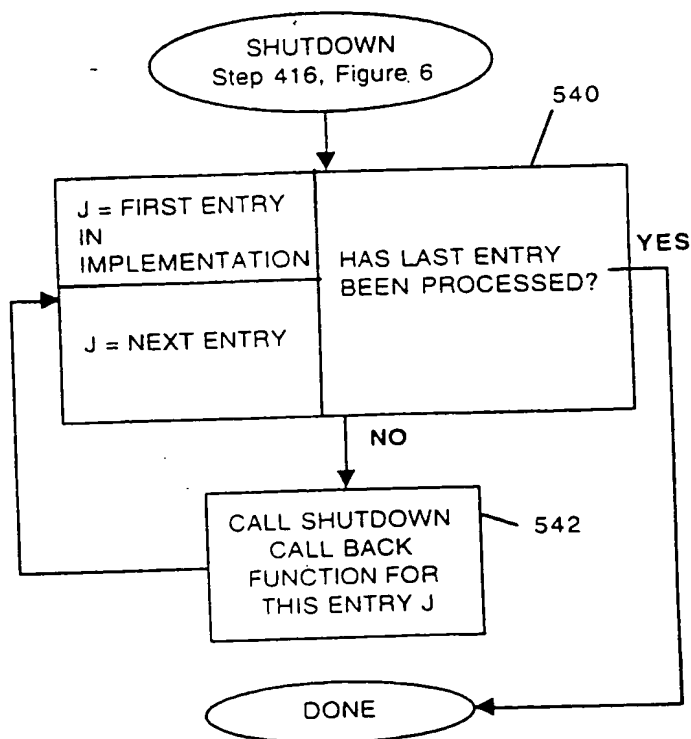 SHUTDOWN
Step 416, Figure 6
540
J = FIRST ENTRY
IN
IMPLEMENTATION
HAS LAST ENTRY
BEEN PROCESSED?
YES
J = NEXT ENTRY
NO
CALL SHUTDOWN
CALL BACK
FUNCTION FOR
THIS ENTRY J
542
DONE